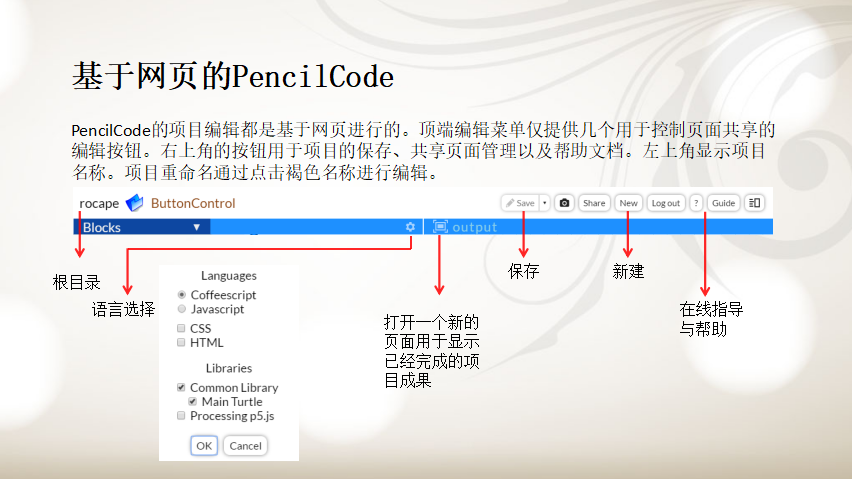 基于网页的PencilCode
PencilCode的项目编辑都是基于网页进行的。顶端编辑菜单仅提供几个用于控制页面共享的
编辑按钮。右上角的按钮用于项目的保存、共享页面管理以及帮助文档。左上角显示项目
名称。项目重命名通过点击褐色名称进行编辑。
rocape ButtonControl Save Share New Log out ? Guide
Blocks output
根目录
语言选择
保存
新建
在线指导
与帮助
打开一个新的
页面用于显示
已经完成的项
目成果
Languages
Coffeescript
Javascript
CSS
HTML
Libraries
Common Library
Main Turtle
Processing p5.js
OK Cancel